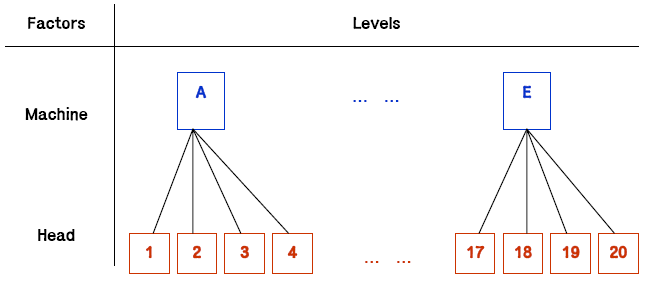 Factors Levels
Machine A ... ... E
Head 1 2 3 4 ... ... 17 18 19 20